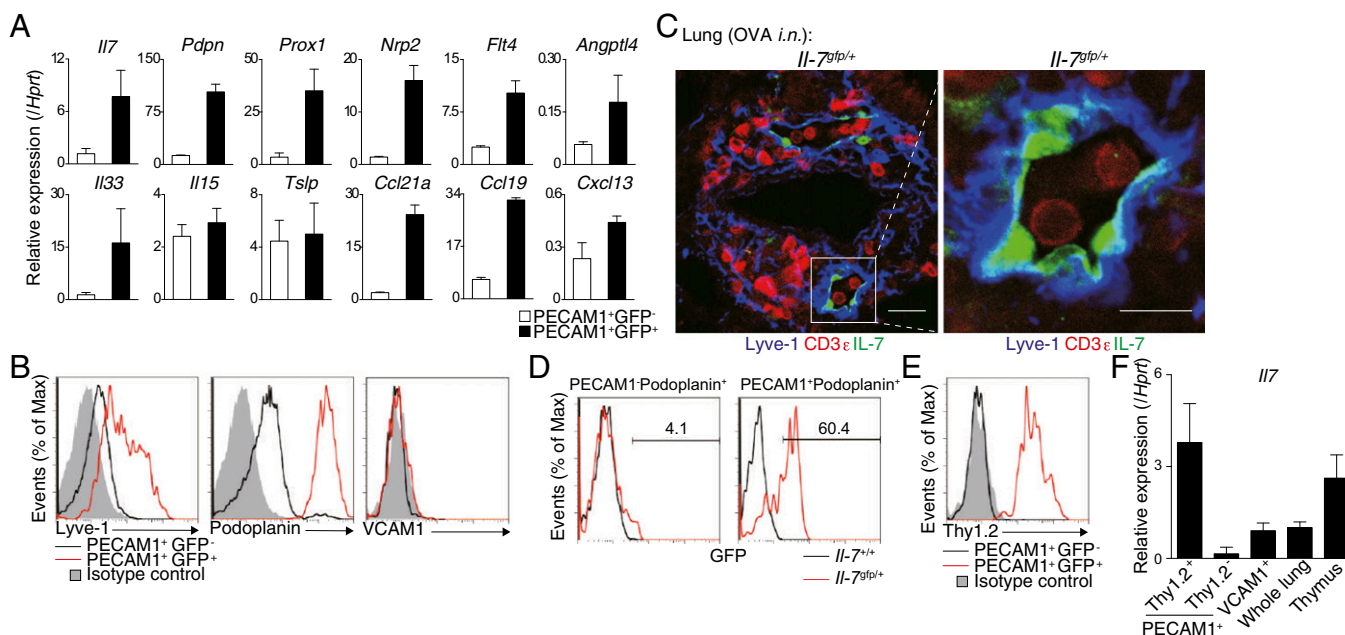 A
Il7 Pdpn Prox1 Nrp2 Flt4 Angptl4
Relative expression (/Hprt)
12 150 50 20 16 0.30
6 75 25 10 8 0.15
0 0 0 0 0 0
Il33 Il15 Tslp Ccl21a Ccl19 Cxcl13
30 4 8 30 34 0.6
15 2 4 15 17 0.3
0 0 0 0 0 0
PECAM1+GFP-
PECAM1+GFP+
B
Events (% of Max)
Lyve-1 Podoplanin VCAM1
PECAM1+ GFP-
PECAM1+ GFP+
Isotype control
C Lung (OVA i.n.):
Il-7gfp/+ Il-7gfp/+
Lyve-1 CD3ε IL-7 Lyve-1 CD3ε IL-7
D
PECAM1-Podoplanin+ PECAM1+Podoplanin+
Events (% of Max)
4.1 60.4
GFP
Il-7+/+
Il-7gfp/+
E
Events (% of Max)
Thy1.2
PECAM1+ GFP-
PECAM1+GFP+
Isotype control
F
Relative expression (/Hprt)
Il7
6
3
0
Thy1.2+ Thy1.2- VCAM1+ Whole lung Thymus
PECAM1+